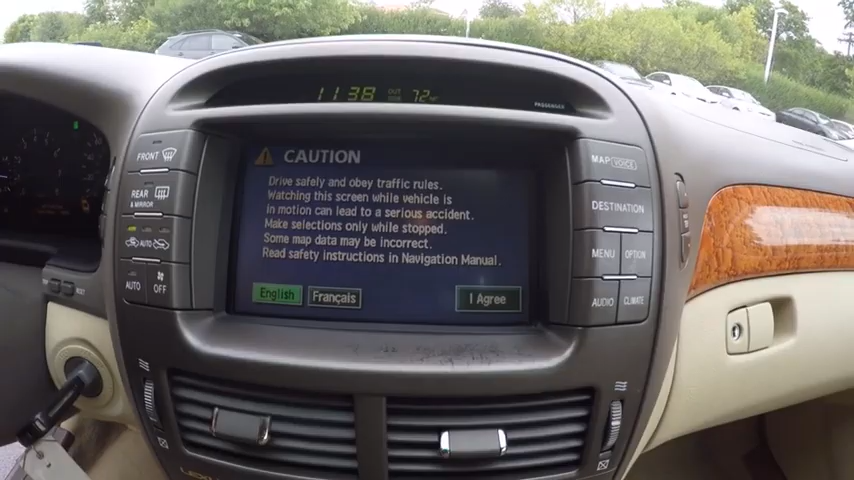 11:38 OUT 72°F
PASSENGER
FRONT
REAR
& MIRROR
AUTO
AUTO OFF
CAUTION
Drive safely and obey traffic rules.
Watching this screen while vehicle is
in motion can lead to a serious accident.
Make selections only while stopped.
Some map data may be incorrect.
Read safety instructions in Navigation Manual.
English Français I Agree
MAP VOICE
DESTINATION
MENU OPTION
AUDIO CLIMATE